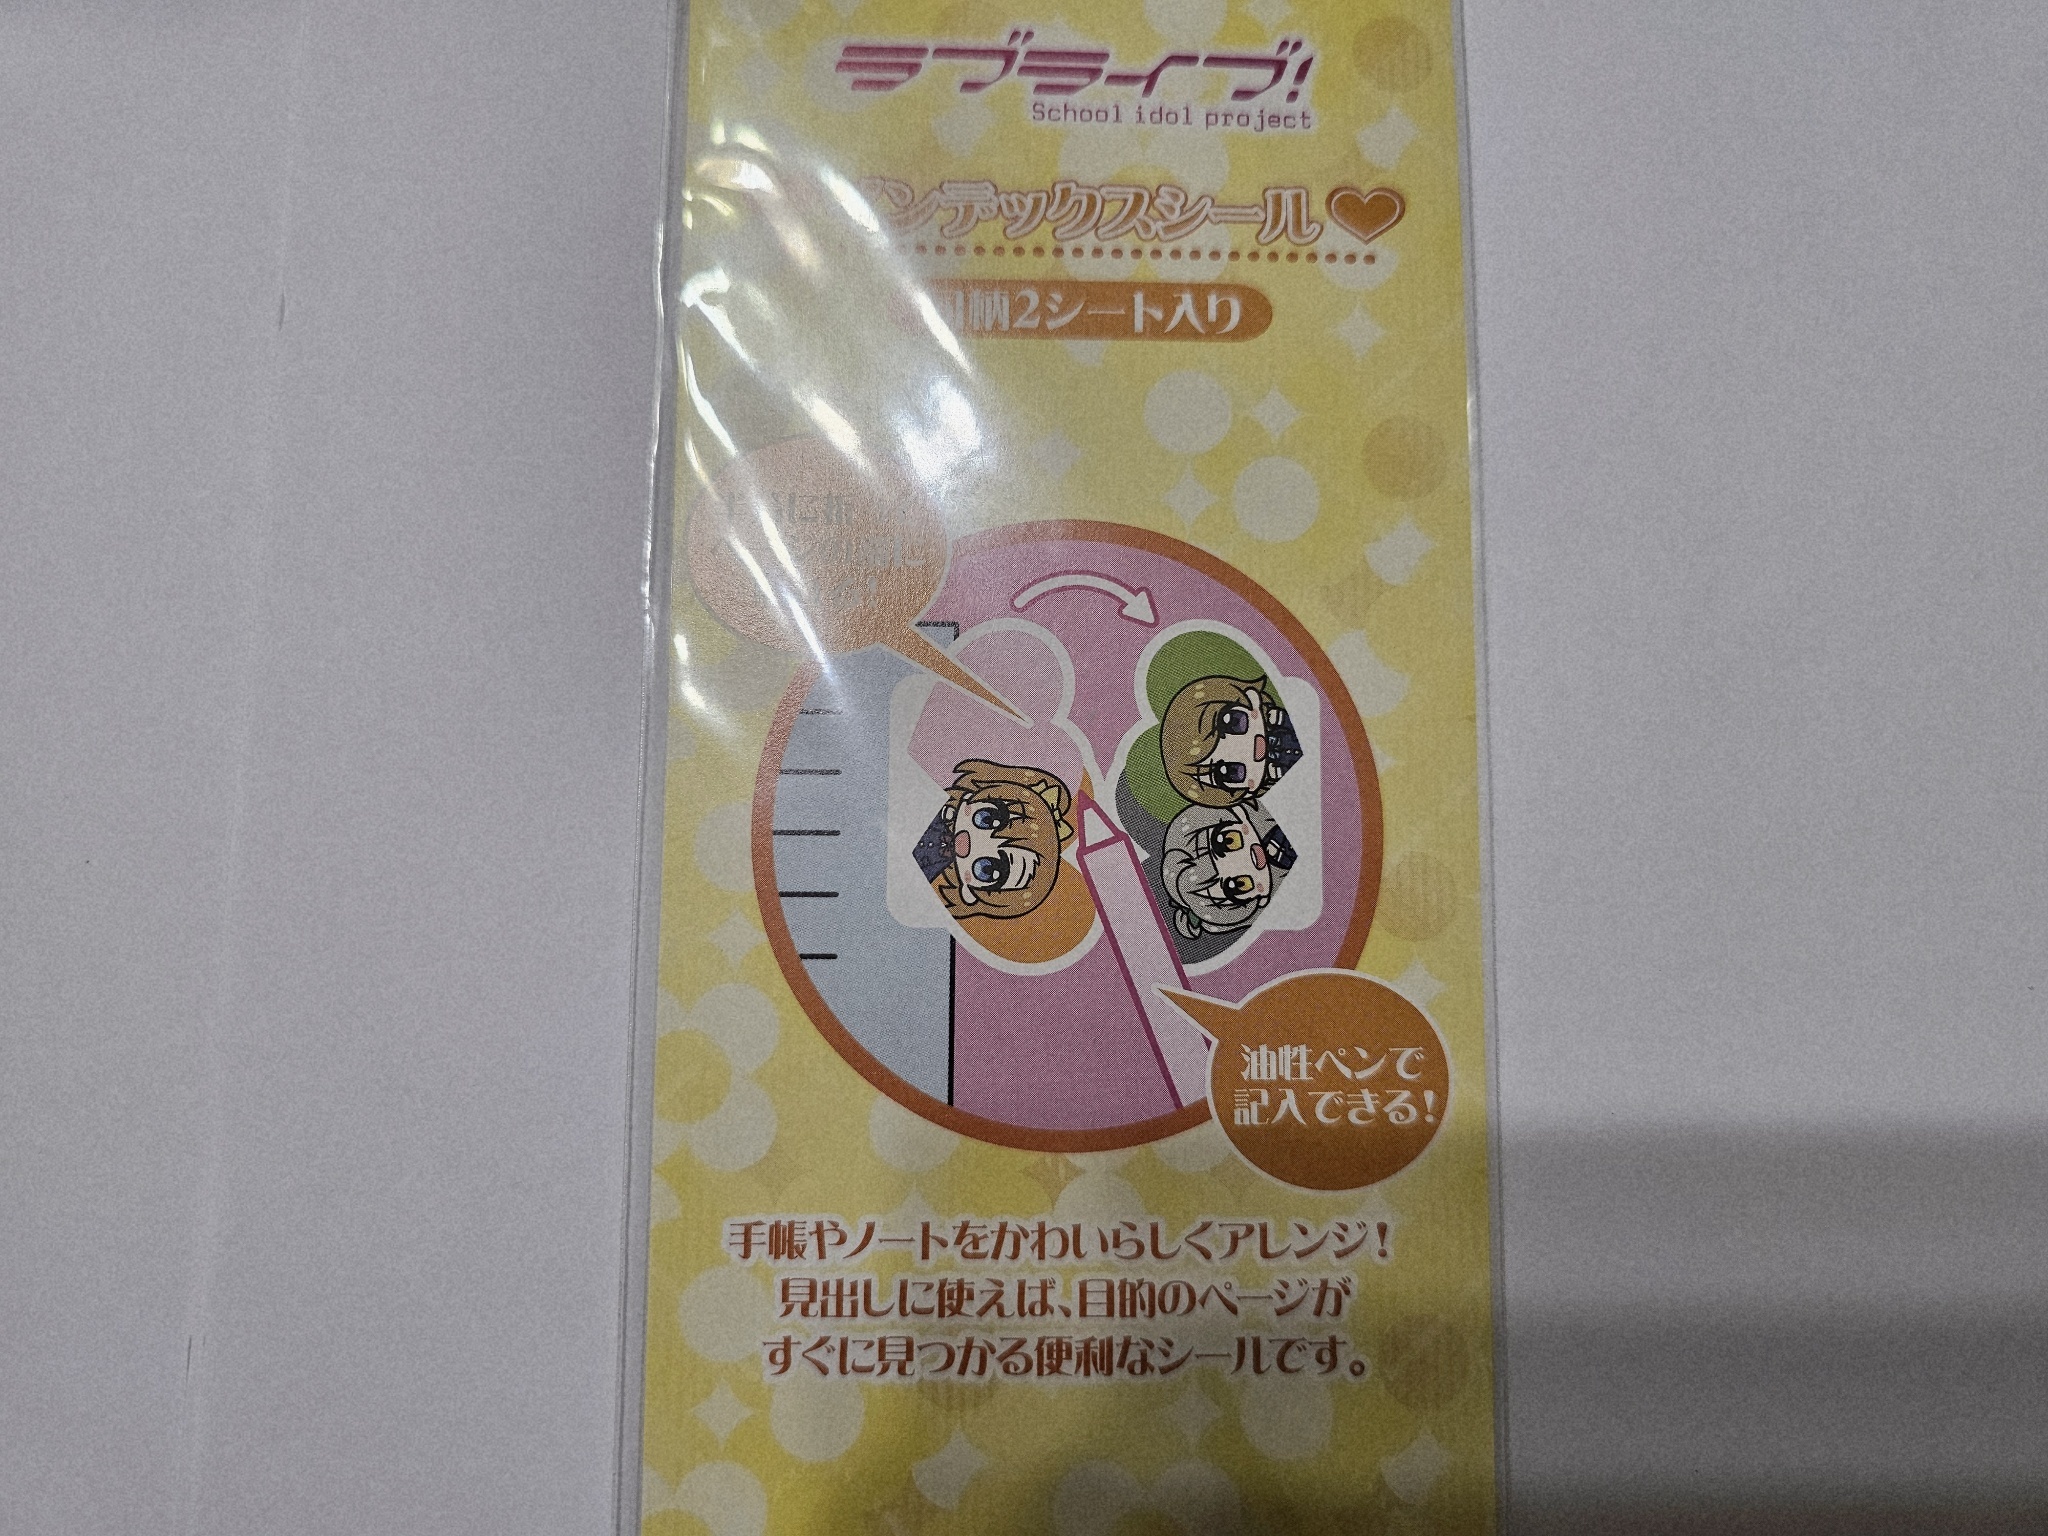 ラブライブ!
School idol project
ンデックスシール
柄2シート入り
油性ペンで
記入できる!
手帳やノートをかわいらしくアレンジ!
見出しに使えば、目的のページが
すぐに見つかる便利なシールです。